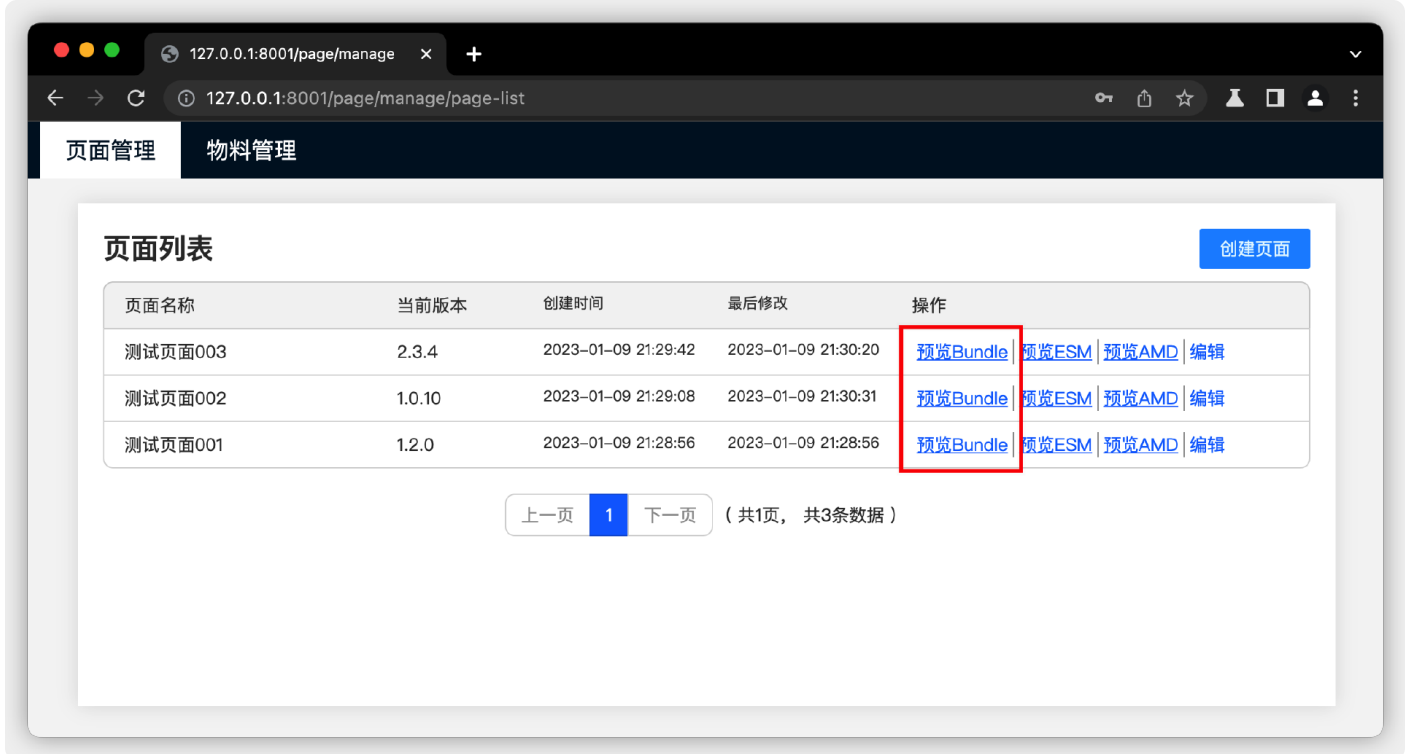 127.0.0.1:8001/page/manage
127.0.0.1:8001/page/manage/page-list
页面管理 物料管理
页面列表 创建页面
页面名称 当前版本 创建时间 最后修改 操作
测试页面003 2.3.4 2023-01-09 21:29:42 2023-01-09 21:30:20 预览Bundle 预览ESM 预览AMD 编辑
测试页面002 1.0.10 2023-01-09 21:29:08 2023-01-09 21:30:31 预览Bundle 预览ESM 预览AMD 编辑
测试页面001 1.2.0 2023-01-09 21:28:56 2023-01-09 21:28:56 预览Bundle 预览ESM 预览AMD 编辑
上一页 1 下一页 (共1页, 共3条数据)